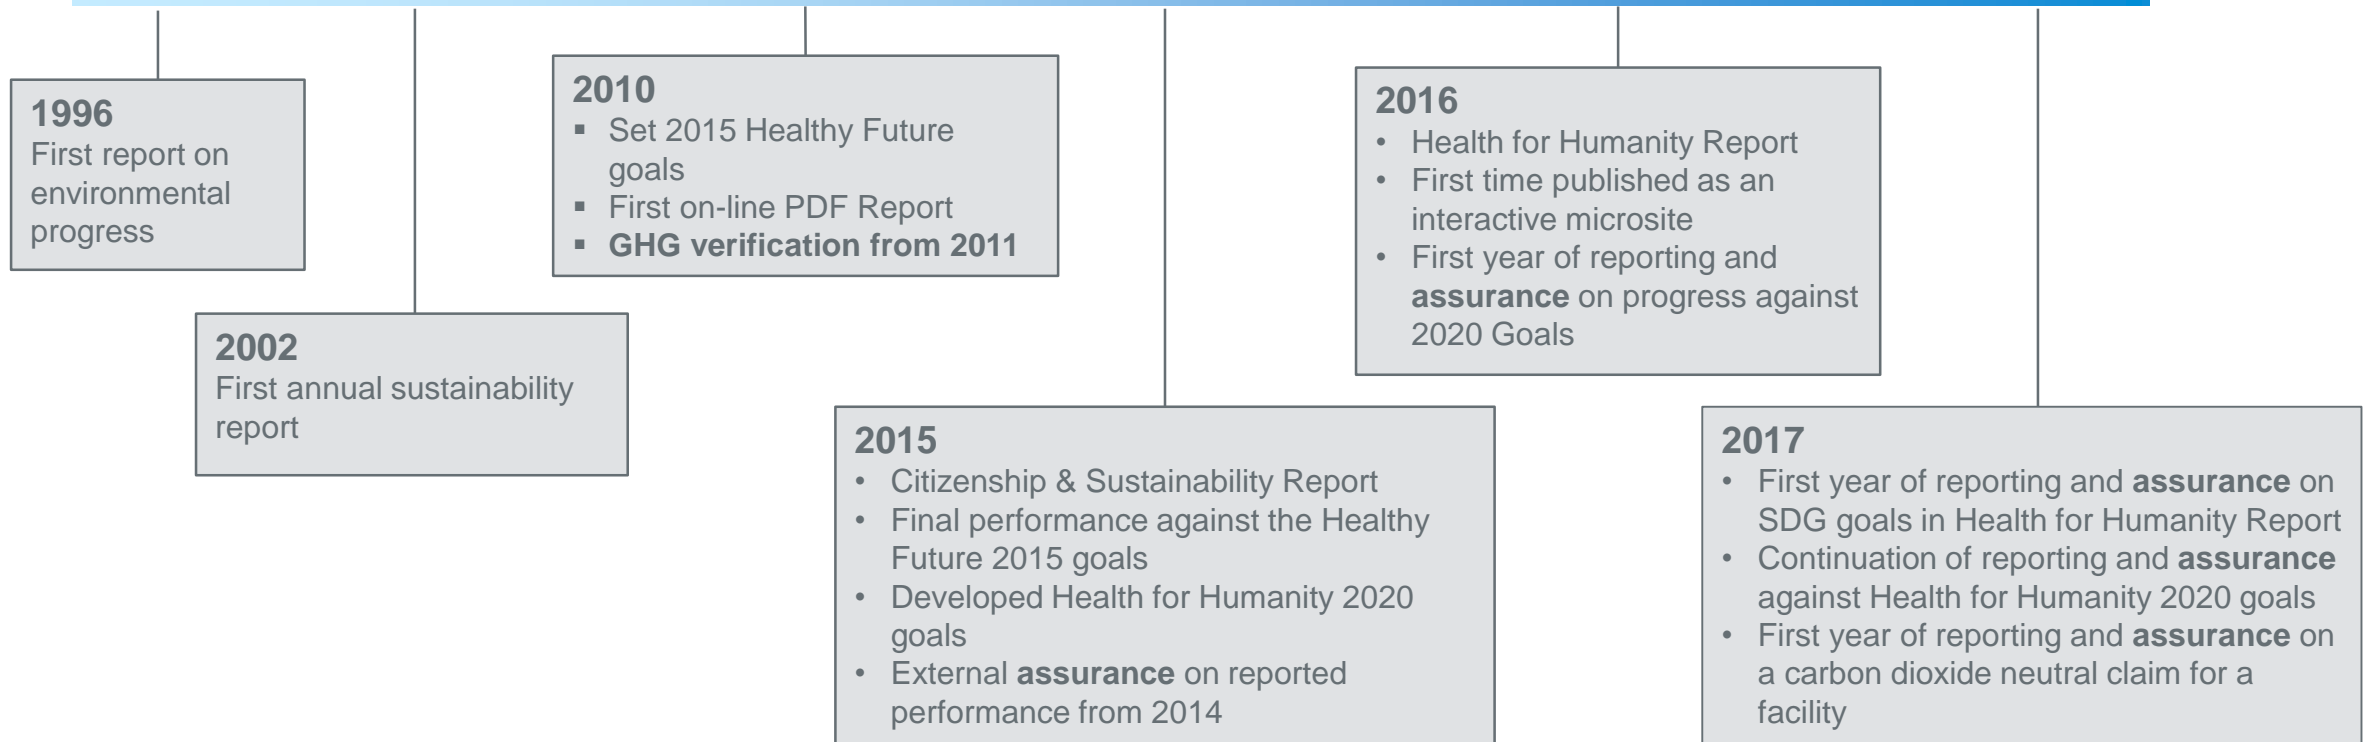 1996
First report on
environmental
progress
2002
First annual sustainability
report
2010
▪ Set 2015 Healthy Future
goals
▪ First on-line PDF Report
▪ GHG verification from 2011
2015
• Citizenship & Sustainability Report
• Final performance against the Healthy
Future 2015 goals
• Developed Health for Humanity 2020
goals
• External assurance on reported
performance from 2014
2016
• Health for Humanity Report
• First time published as an
interactive microsite
• First year of reporting and
assurance on progress against
2020 Goals
2017
• First year of reporting and assurance on
SDG goals in Health for Humanity Report
• Continuation of reporting and assurance
against Health for Humanity 2020 goals
• First year of reporting and assurance on
a carbon dioxide neutral claim for a
facility